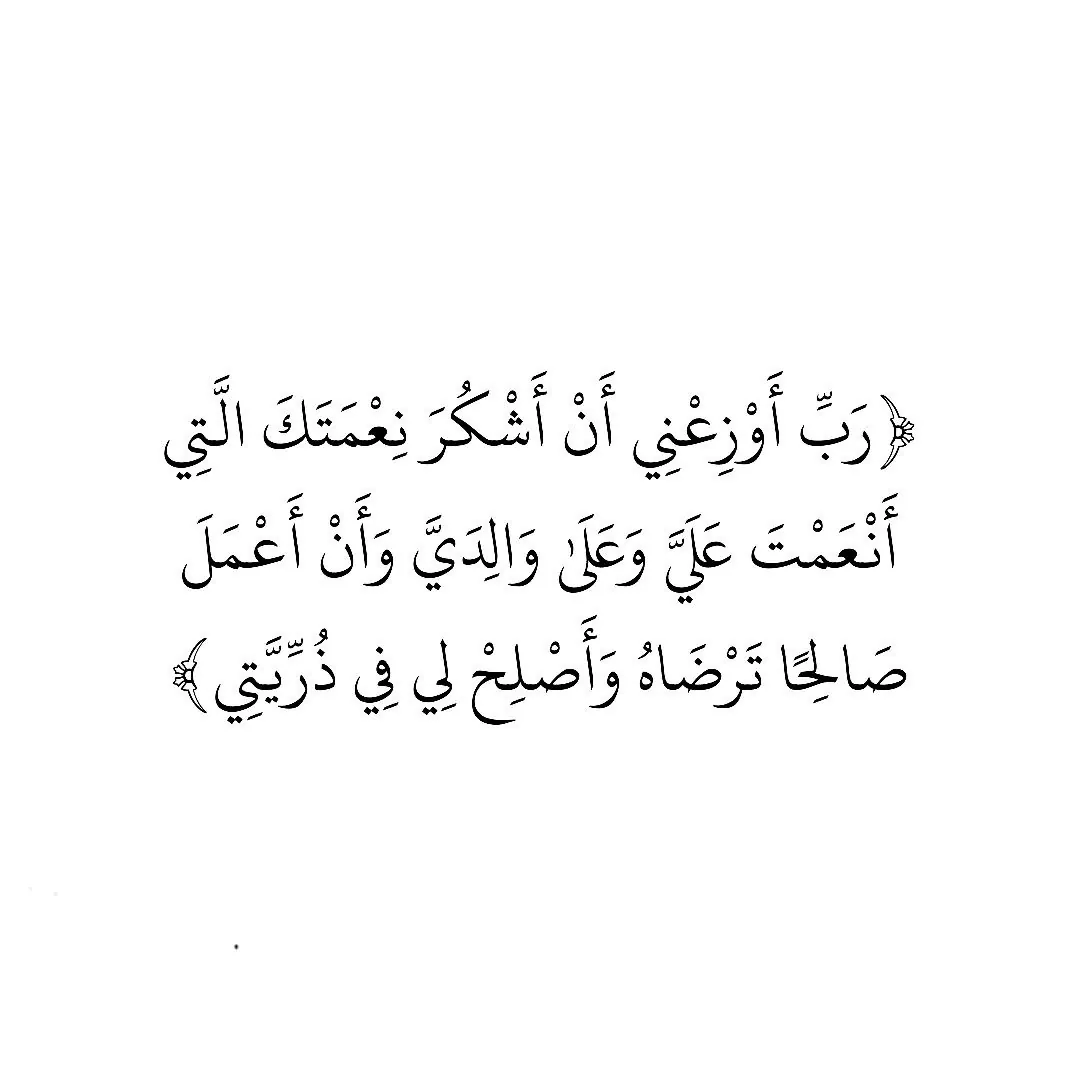 ﴿رَبِّ أَوْزِعْنِي أَنْ أَشْكُرَ نِعْمَتَكَ الَّتِي
أَنْعَمْتَ عَلَيَّ وَعَلَىٰ وَالِدَيَّ وَأَنْ أَعْمَلَ
صَالِحًا تَرْضَاهُ وَأَصْلِحْ لِي فِي ذُرِّيَّتِي﴾